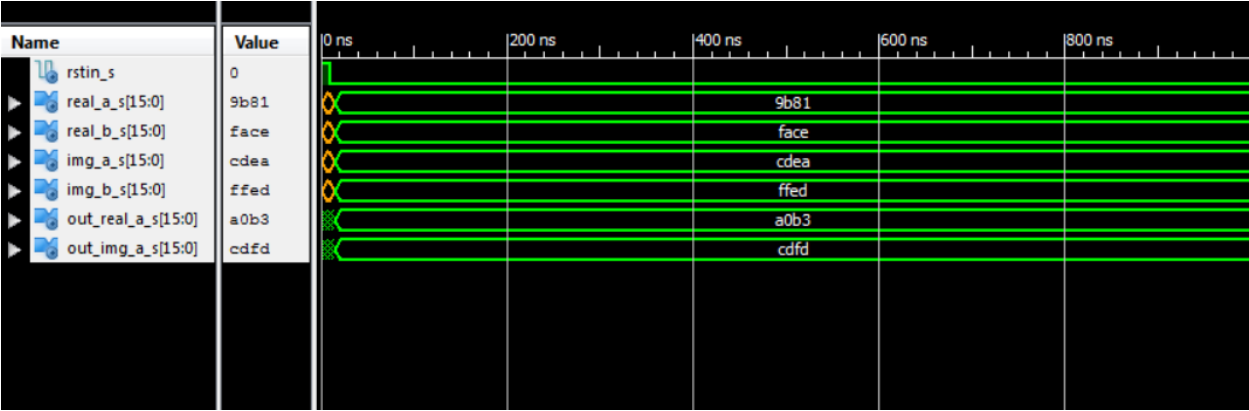 Name Value 0 ns 200 ns 400 ns 600 ns 800 ns
rstin_s 0
real_a_s[15:0] 9b81 9b81
real_b_s[15:0] face face
img_a_s[15:0] cdea cdea
img_b_s[15:0] ffed ffed
out_real_a_s[15:0] a0b3 a0b3
out_img_a_s[15:0] cdfd cdfd